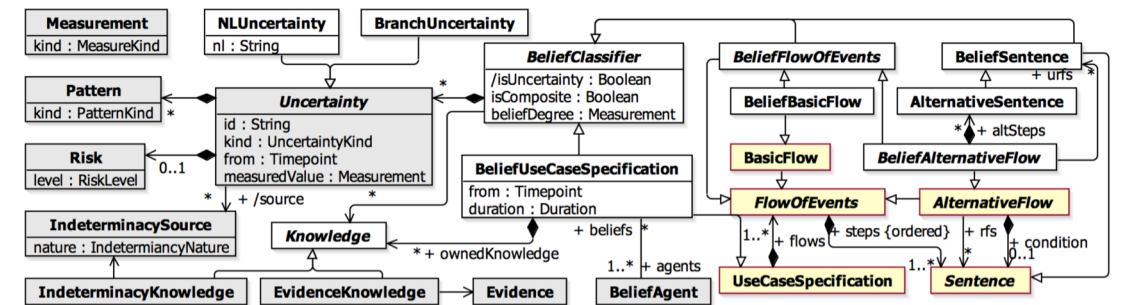 Measurement
kind : MeasureKind
NLUncertainty
nl : String
BranchUncertainty
BeliefClassifier
/isUncertainty : Boolean
isComposite : Boolean
beliefDegree : Measurement
BeliefFlowOfEvents
BeliefSentence
+ urfs *
Pattern
kind : PatternKind
*
Uncertainty
id : String
kind : UncertaintyKind
from : Timepoint
measuredValue : Measurement
*
BeliefBasicFlow
AlternativeSentence
* + altSteps
Risk
level : RiskLevel
0..1
BeliefUseCaseSpecification
from : Timepoint
duration : Duration
BasicFlow
BeliefAlternativeFlow
* + /source
*
FlowOfEvents
AlternativeFlow
IndeterminacySource
nature : IndetermiancyNature
Knowledge
* + ownedKnowledge
+ beliefs *
1..* + agents
1..* + flows
+ steps {ordered}
1..*
+ rfs
*
+ condition
0..1
IndeterminacyKnowledge
EvidenceKnowledge
Evidence
BeliefAgent
UseCaseSpecification
Sentence